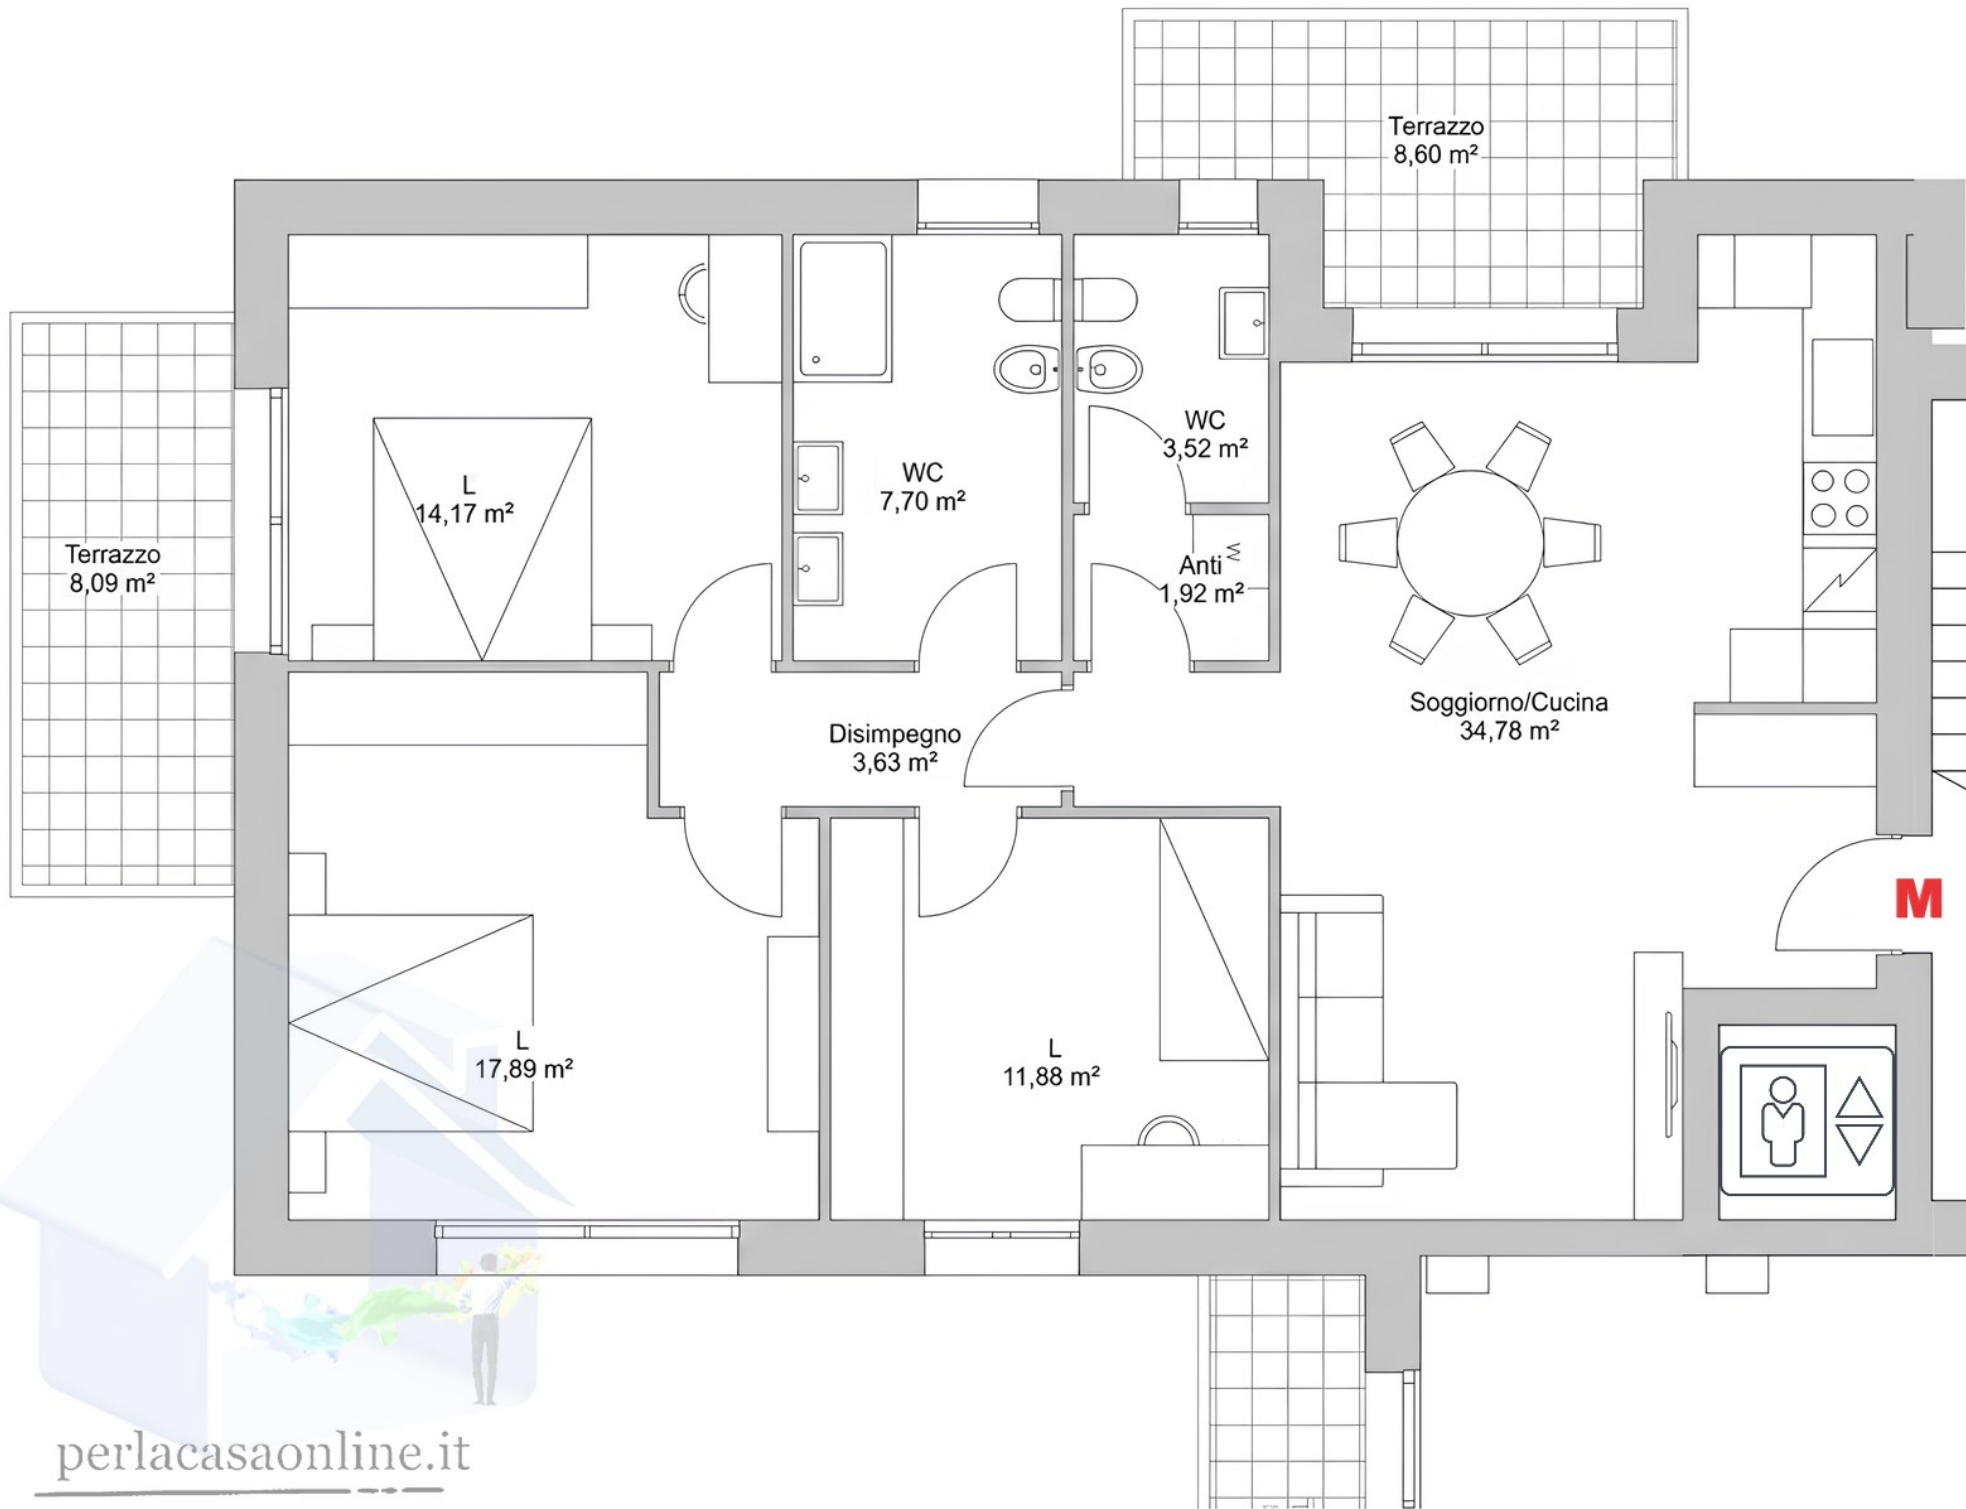 Terrazzo
8,60 m²
WC
3,52 m²
L
14,17 m²
WC
7,70 m²
Terrazzo
8,09 m²
Anti
1,92 m²
Soggiorno/Cucina
34,78 m²
Disimpegno
3,63 m²
M
L
17,89 m²
L
11,88 m²
perlacasaonline.it